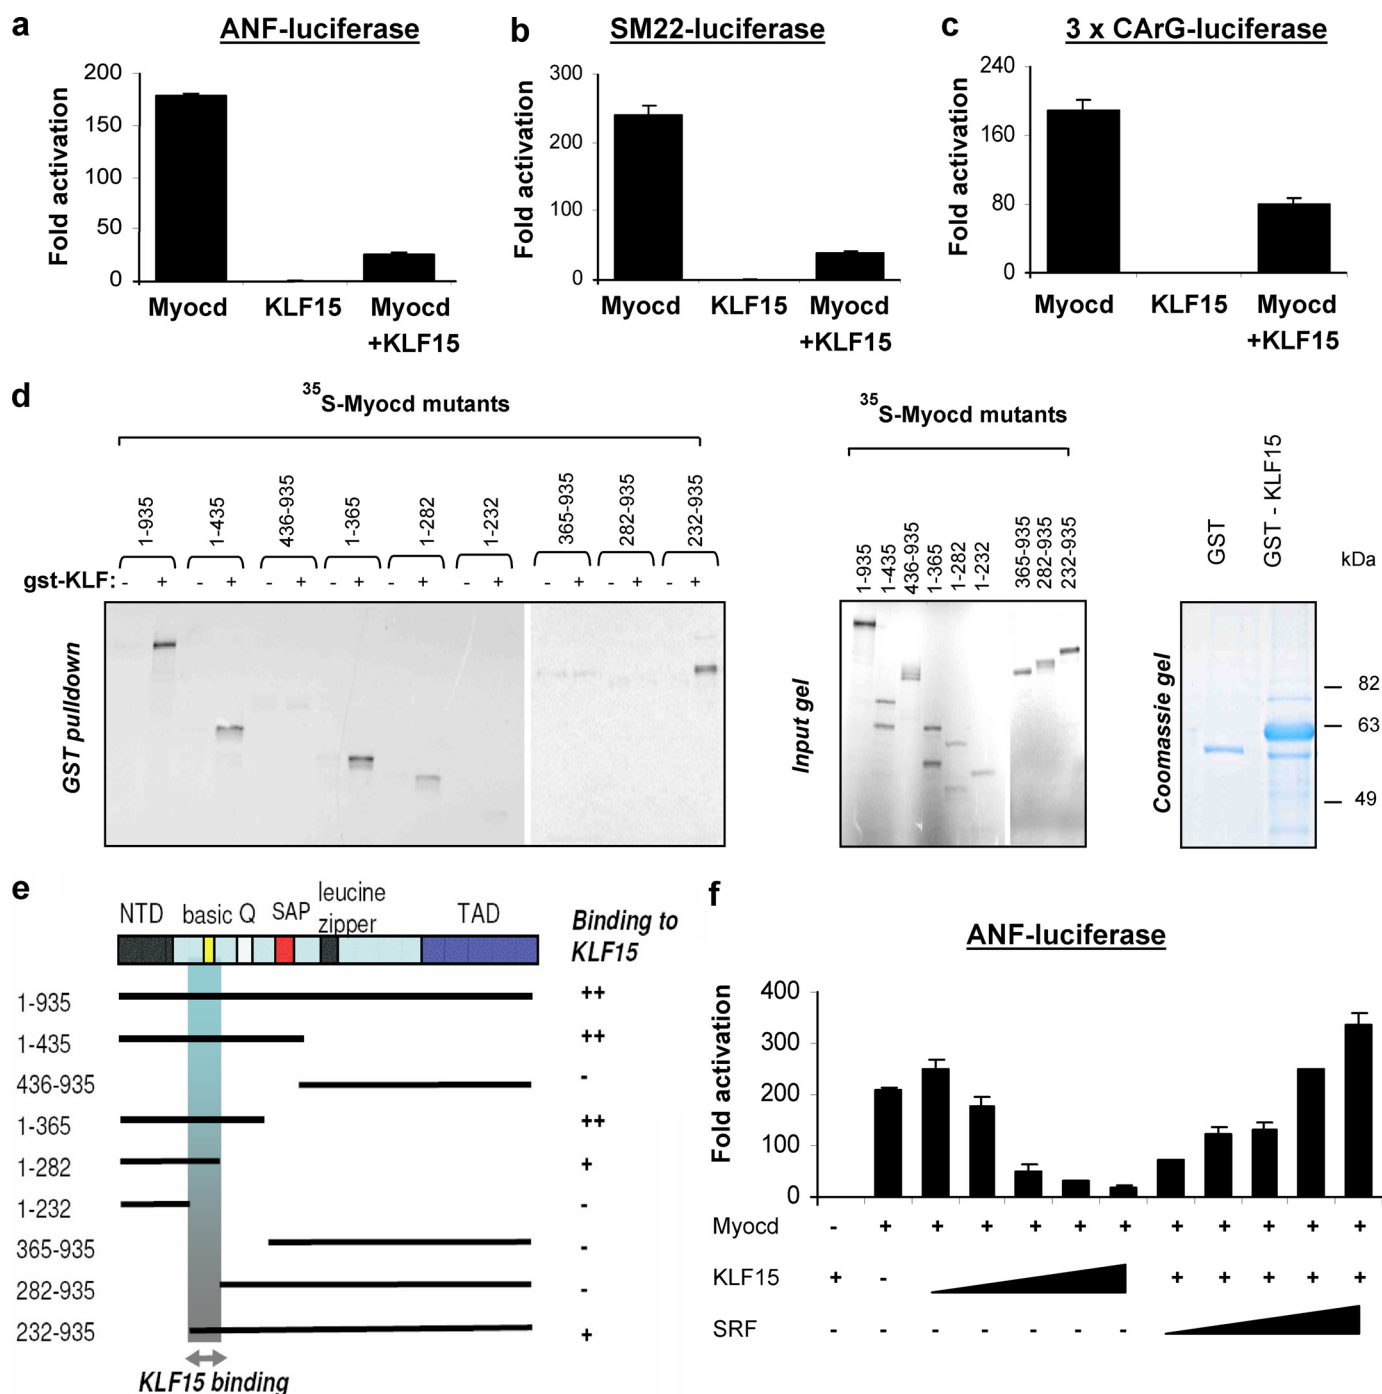 a
ANF-luciferase
Fold activation
200
150
100
50
0
Myocd
KLF15
Myocd
+KLF15
b
SM22-luciferase
Fold activation
300
200
100
0
Myocd
KLF15
Myocd
+KLF15
c
3 x CArG-luciferase
Fold activation
240
160
80
0
Myocd
KLF15
Myocd
+KLF15
d
35S-Myocd mutants
1-935
1-435
436-935
1-365
1-282
1-232
365-935
282-935
232-935
gst-KLF: - + - + - + - + - + - + - + - + - +
GST pulldown
35S-Myocd mutants
1-935
1-435
436-935
1-365
1-282
1-232
365-935
282-935
232-935
Input gel
GST
GST - KLF15
kDa
82
63
49
Coomassie gel
e
NTD basic Q SAP leucine zipper TAD
Binding to
KLF15
1-935 ++
1-435 ++
436-935 -
1-365 ++
1-282 +
1-232 -
365-935 -
282-935 -
232-935 +
KLF15 binding
f
ANF-luciferase
Fold activation
400
300
200
100
0
Myocd - + + + + + + + + + + +
KLF15 + - + + + + +
SRF - - - - - - -